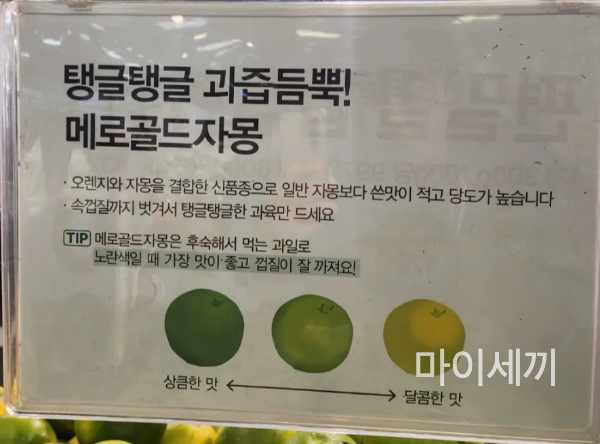 탱글탱글 과즙듬뿍!
메로골드자몽
· 오렌지와 자몽을 결합한 신품종으로 일반 자몽보다 쓴맛이 적고 당도가 높습니다
· 속껍질까지 벗겨서 탱글탱글한 과육만 드세요
TIP 메로골드자몽은 후숙해서 먹는 과일로
노란색일 때 가장 맛이 좋고 껍질이 잘 까져요!
마이세끼
상큼한 맛 달콤한 맛